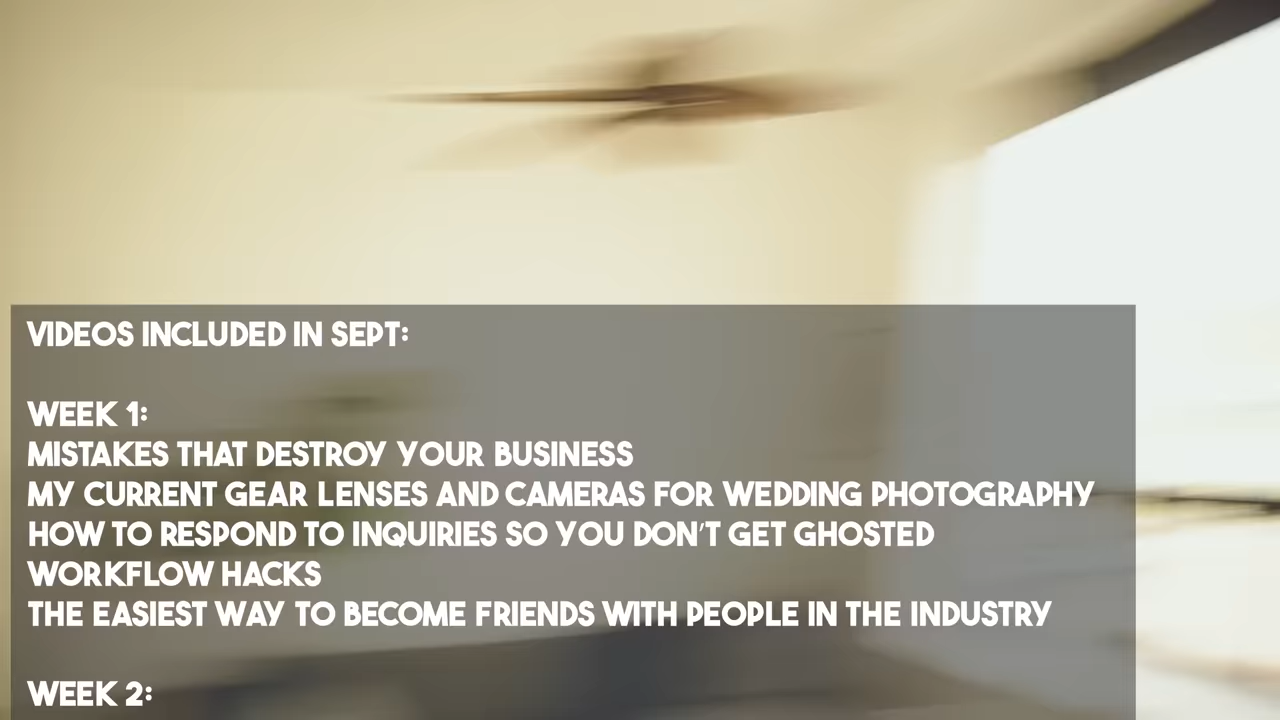 VIDEOS INCLUDED IN SEPT:
WEEK 1:
MISTAKES THAT DESTROY YOUR BUSINESS
MY CURRENT GEAR LENSES AND CAMERAS FOR WEDDING PHOTOGRAPHY
HOW TO RESPOND TO INQUIRIES SO YOU DON'T GET GHOSTED
WORKFLOW HACKS
THE EASIEST WAY TO BECOME FRIENDS WITH PEOPLE IN THE INDUSTRY
WEEK 2: